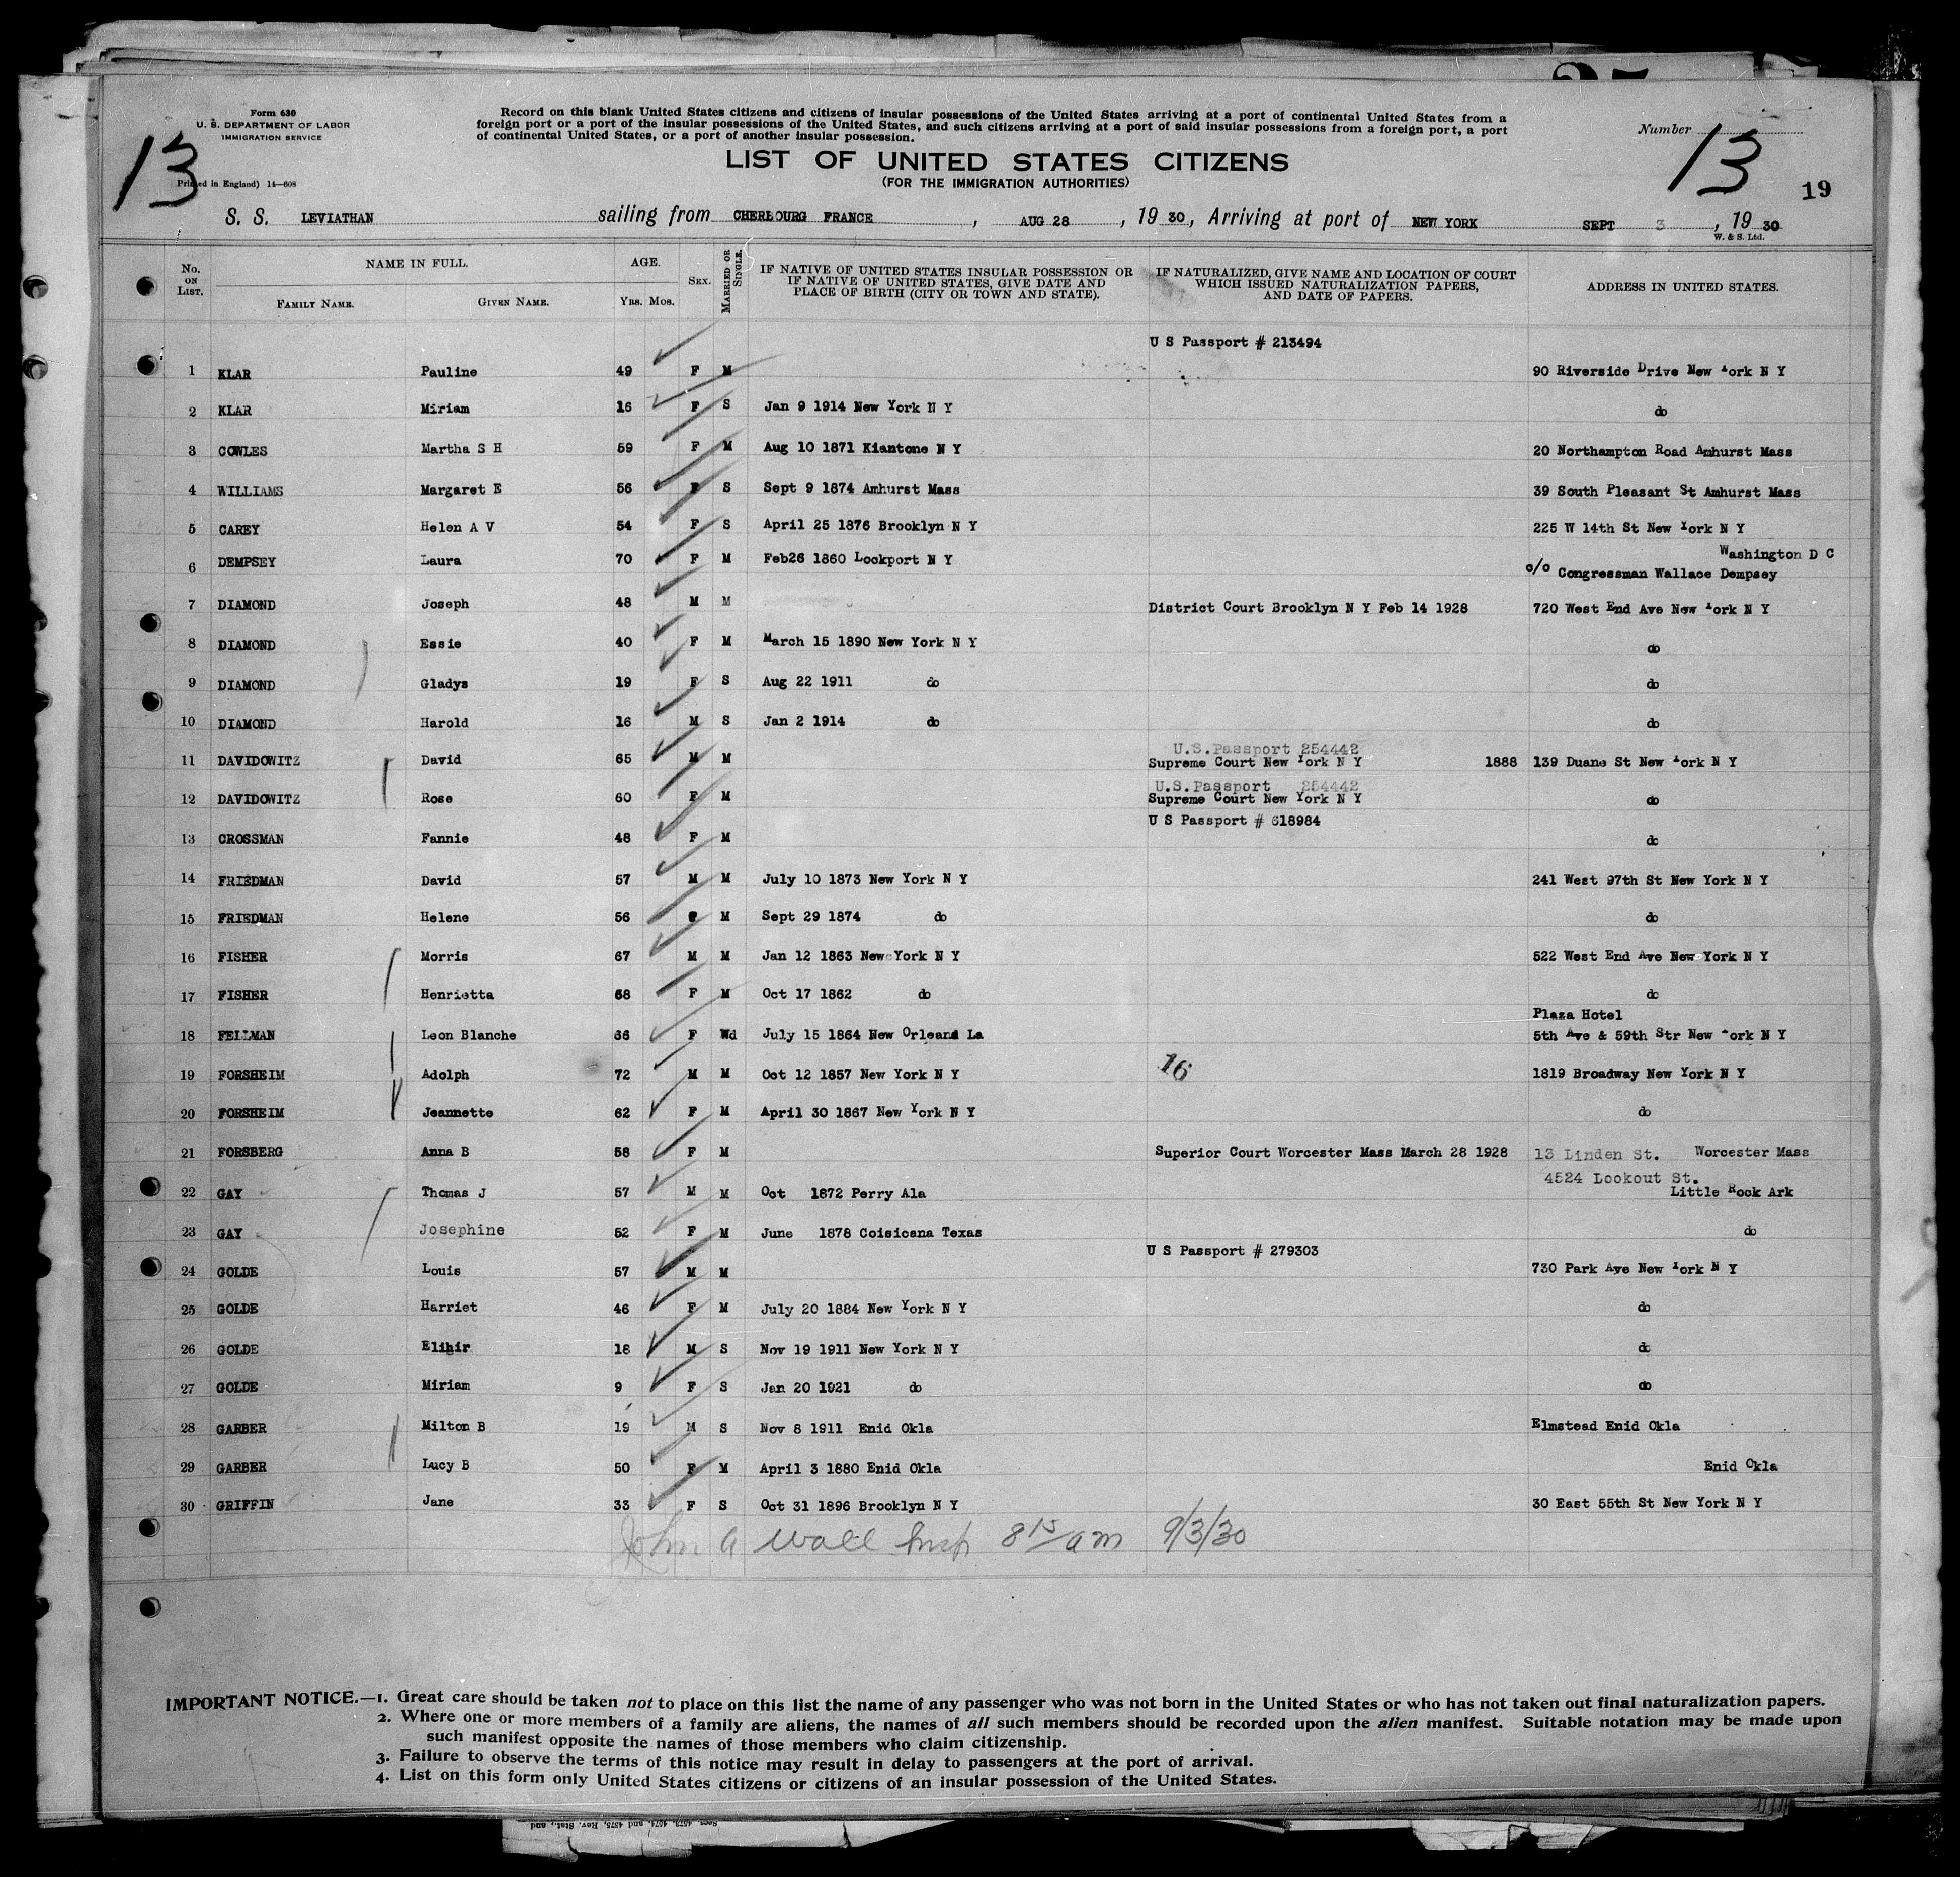 Form 630
U. S. DEPARTMENT OF LABOR
IMMIGRATION SERVICE
Printed in England) 14—608
13
Record on this blank United States citizens and citizens of insular possessions of the United States arriving at a port of continental United States from a
foreign port or a port of the insular possessions of the United States, and such citizens arriving at a port of said insular possessions from a foreign port, a port
of continental United States, or a port of another insular possession.
Number 13
19
LIST OF UNITED STATES CITIZENS
(FOR THE IMMIGRATION AUTHORITIES)
S. S. LEVIATHAN sailing from CHERBOURG FRANCE, AUG 28, 19 30, Arriving at port of NEW YORK SEPT 3, 19 30
W. & S. Ltd.
No. ON LIST. NAME IN FULL. FAMILY NAME. GIVEN NAME. AGE. YRS. MOS. SEX. MARRIED OR SINGLE. IF NATIVE OF UNITED STATES INSULAR POSSESSION OR IF NATIVE OF UNITED STATES, GIVE DATE AND PLACE OF BIRTH (CITY OR TOWN AND STATE). IF NATURALIZED, GIVE NAME AND LOCATION OF COURT WHICH ISSUED NATURALIZATION PAPERS, AND DATE OF PAPERS. ADDRESS IN UNITED STATES.
U S Passport # 213494
1 KLAR Pauline 49 F M 90 Riverside Drive New York N Y
2 KLAR Miriam 16 F S Jan 9 1914 New York N Y do
3 COWLES Martha S H 59 F M Aug 10 1871 Kiantone N Y 20 Northampton Road Amhurst Mass
4 WILLIAMS Margaret E 56 F S Sept 9 1874 Amhurst Mass 39 South Pleasant St Amhurst Mass
5 CAREY Helen A V 54 F S April 25 1876 Brooklyn N Y 225 W 14th St New York N Y
Washington D C
6 DEMPSEY Laura 70 F M Feb26 1860 Lockport N Y c/o Congressman Wallace Dempsey
7 DIAMOND Joseph 48 M M District Court Brooklyn N Y Feb 14 1928 720 West End Ave New York N Y
8 DIAMOND Essie 40 F M March 15 1890 New York N Y do
9 DIAMOND Gladys 19 F S Aug 22 1911 do do
10 DIAMOND Harold 16 M S Jan 2 1914 do do
U.S.Passport 254442
11 DAVIDOWITZ David 65 M M Supreme Court New York N Y 1888 139 Duane St New York N Y
U.S.Passport 254442
12 DAVIDOWITZ Rose 60 F M Supreme Court New York N Y do
U S Passport # 618984
13 CROSSMAN Fannie 48 F M do
14 FRIEDMAN David 57 M M July 10 1873 New York N Y 241 West 97th St New York N Y
15 FRIEDMAN Helene 56 M Sept 29 1874 do do
16 FISHER Morris 67 M M Jan 12 1863 New York N Y 522 West End Ave New York N Y
17 FISHER Henrietta 68 F M Oct 17 1862 do do
Plaza Hotel
18 FELLMAN Leon Blanche 66 F Wd July 15 1864 New Orleans La 5th Ave & 59th Str New York N Y
19 FORSHEIM Adolph 72 M M Oct 12 1857 New York N Y 16 1819 Broadway New York N Y
20 FORSHEIM Jeannette 62 F M April 30 1867 New York N Y do
21 FORSBERG Anna B 58 F M Superior Court Worcester Mass March 28 1928 13 Linden St. Worcester Mass
4524 Lookout St.
22 GAY Thomas J 57 M M Oct 1872 Perry Ala Little Rock Ark
23 GAY Josephine 52 F M June 1878 Coisicana Texas do
U S Passport # 279303
24 GOLDE Louis 57 M M 730 Park Ave New York N Y
25 GOLDE Harriet 46 F M July 20 1884 New York N Y do
26 GOLDE Elihir 18 M S Nov 19 1911 New York N Y do
27 GOLDE Miriam 9 F S Jan 20 1921 do do
28 GARBER Milton B 19 M S Nov 8 1911 Enid Okla Elmstead Enid Okla
29 GARBER Lucy B 50 F M April 3 1880 Enid Okla Enid Okla
30 GRIFFIN Jane 33 F S Oct 31 1896 Brooklyn N Y 30 East 55th St New York N Y
John A Wall Insp 8 15/am 9/3/30
IMPORTANT NOTICE.—1. Great care should be taken not to place on this list the name of any passenger who was not born in the United States or who has not taken out final naturalization papers.
2. Where one or more members of a family are aliens, the names of all such members should be recorded upon the alien manifest. Suitable notation may be made upon
such manifest opposite the names of those members who claim citizenship.
3. Failure to observe the terms of this notice may result in delay to passengers at the port of arrival.
4. List on this form only United States citizens or citizens of an insular possession of the United States.
Secs. 4573, 4574, and 4575, Rev. Stat., and